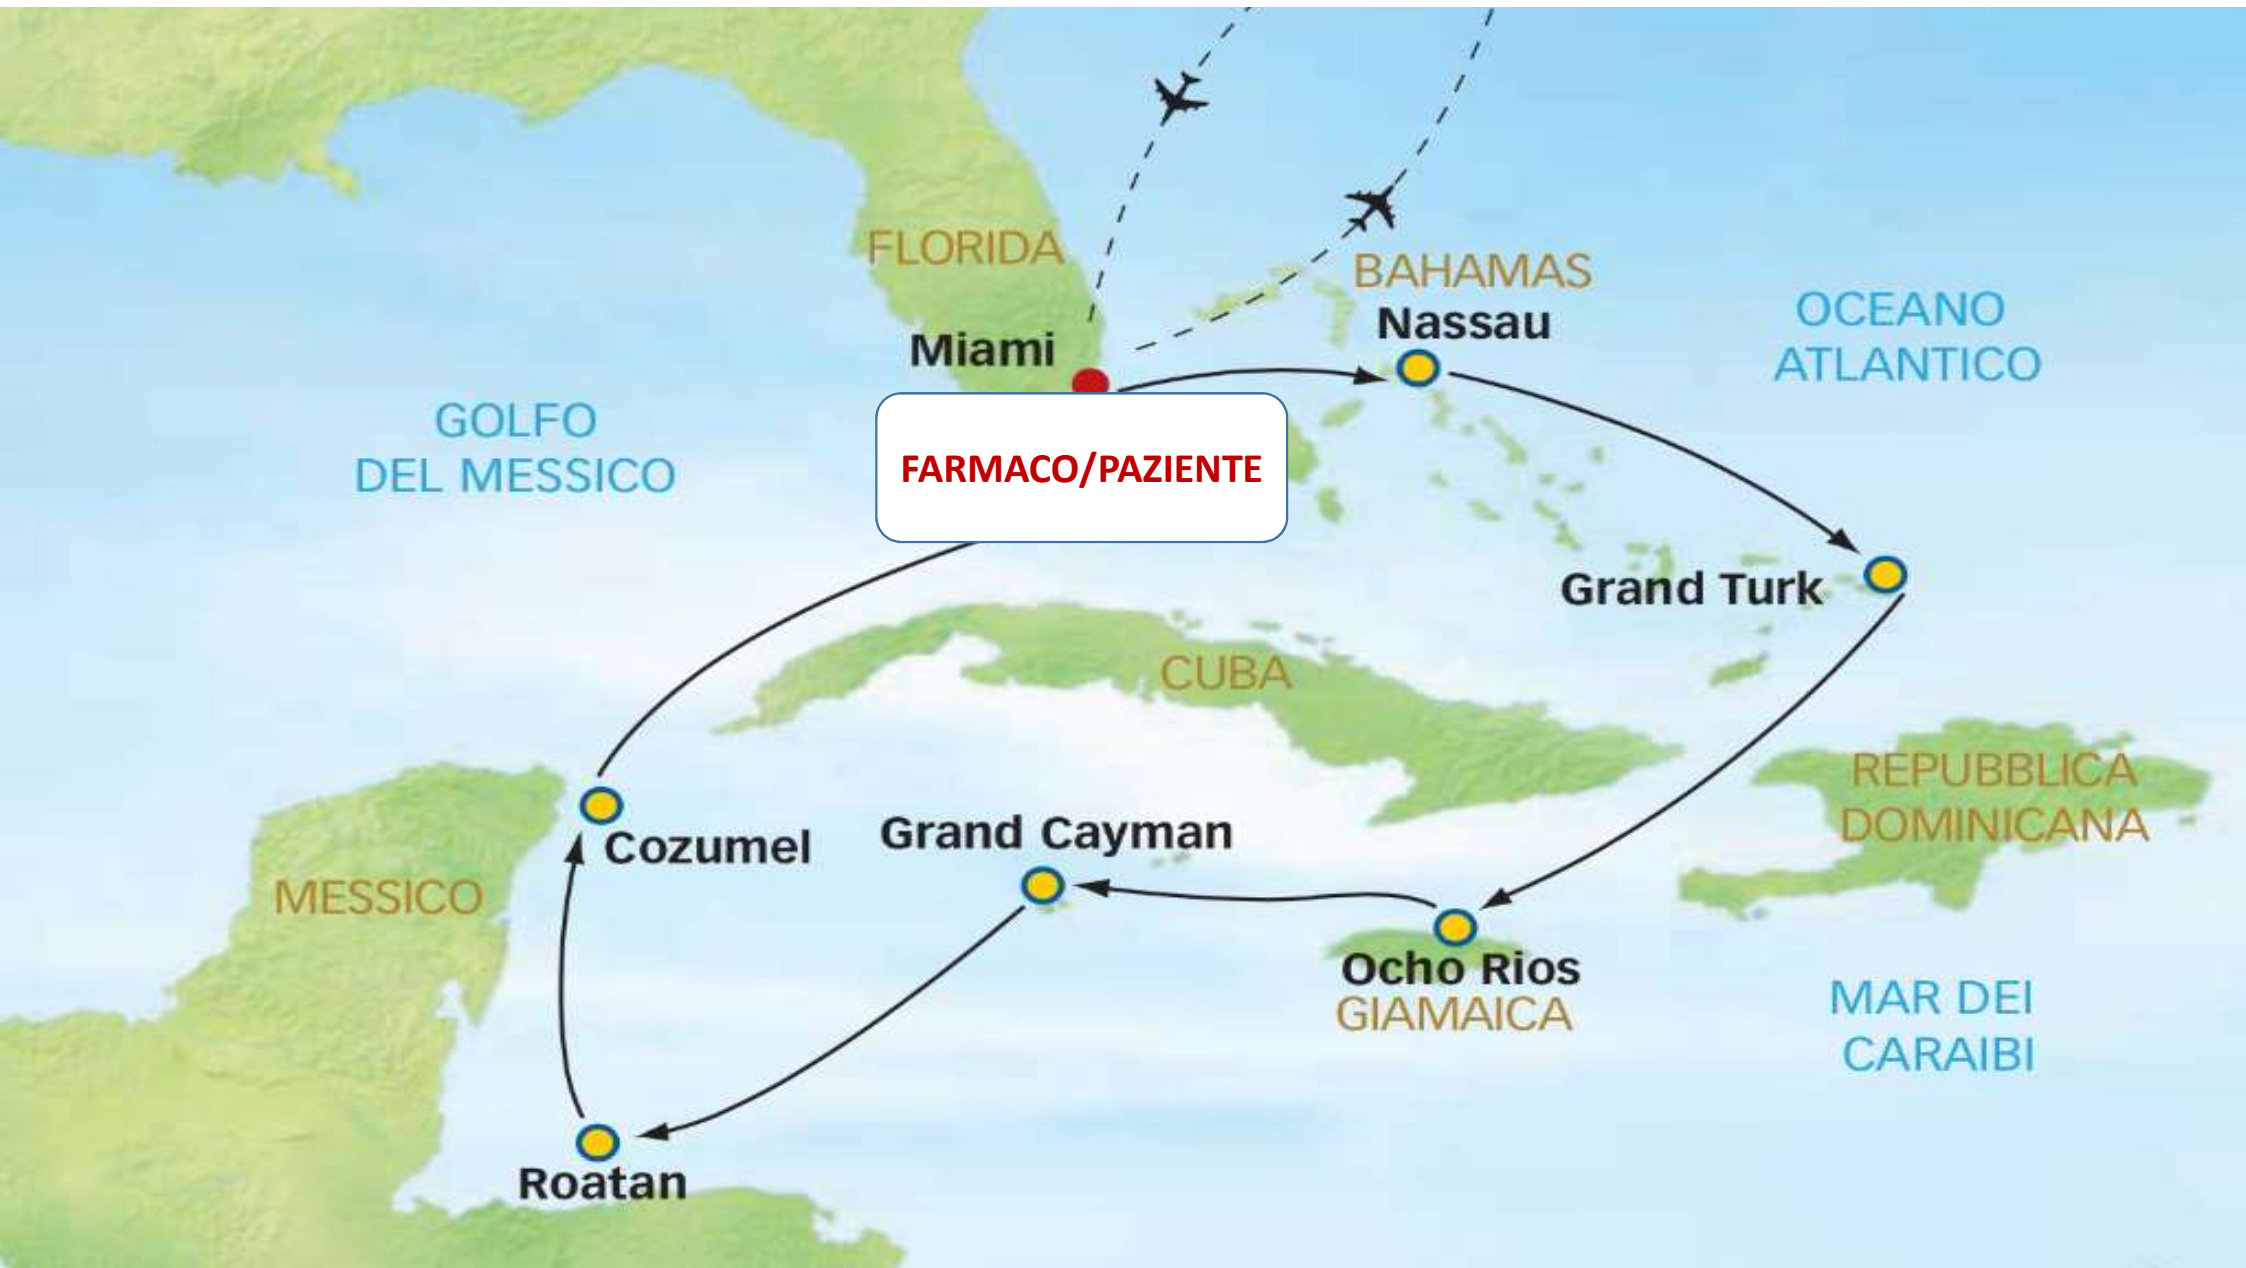 FLORIDA
BAHAMAS
Nassau
Miami
OCEANO
ATLANTICO
GOLFO
DEL MESSICO
FARMACO/PAZIENTE
Grand Turk
CUBA
REPUBBLICA
DOMINICANA
Grand Cayman
Cozumel
MESSICO
Ocho Rios
GIAMAICA
MAR DEI
CARAIBI
Roatan